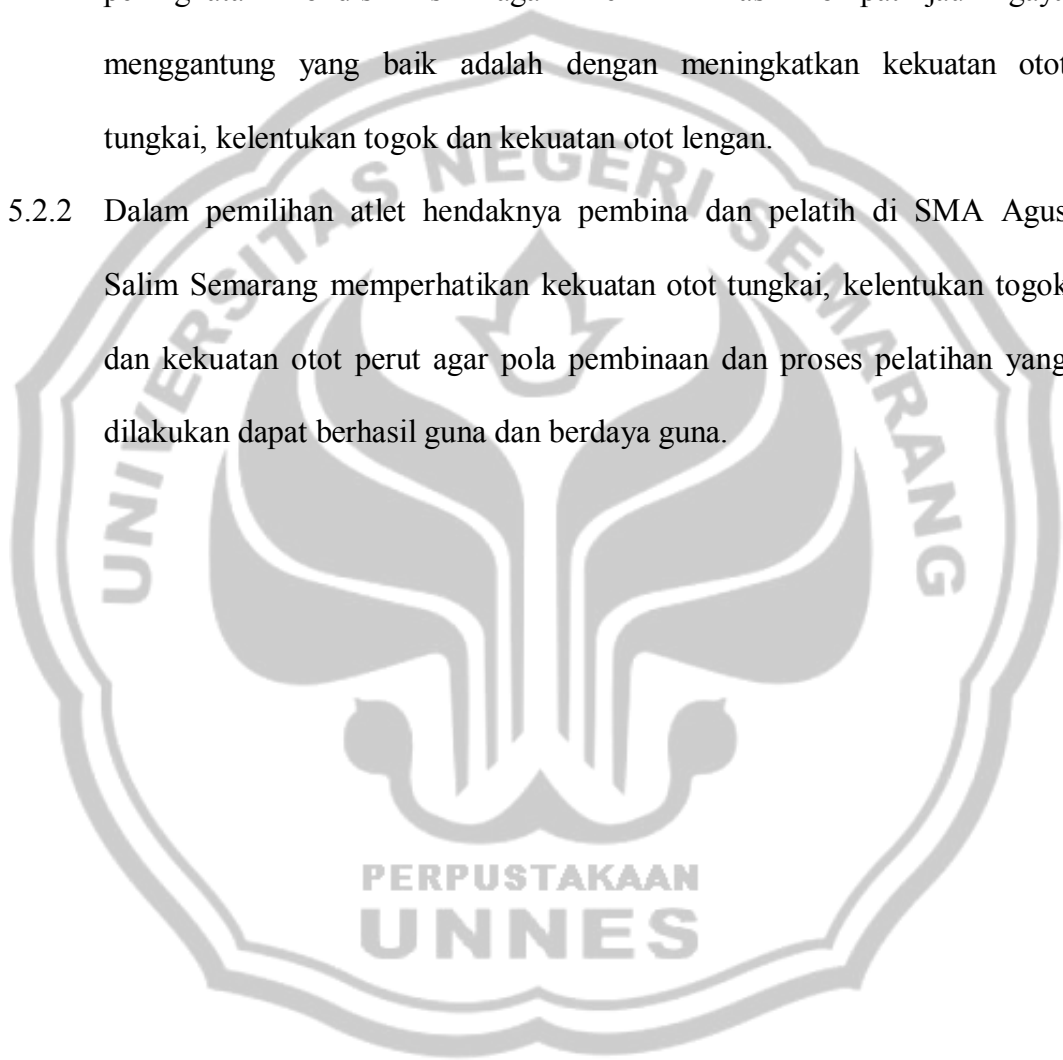 menggantung yang baik adalah dengan meningkatkan kekuatan otot
tungkai, kelentukan togok dan kekuatan otot lengan.
5.2.2 Dalam pemilihan atlet hendaknya pembina dan pelatih di SMA Agus
Salim Semarang memperhatikan kekuatan otot tungkai, kelentukan togok
dan kekuatan otot perut agar pola pembinaan dan proses pelatihan yang
dilakukan dapat berhasil guna dan berdaya guna.
UNIVERSITAS NEGERI SEMARANG
PERPUSTAKAAN
UNNES